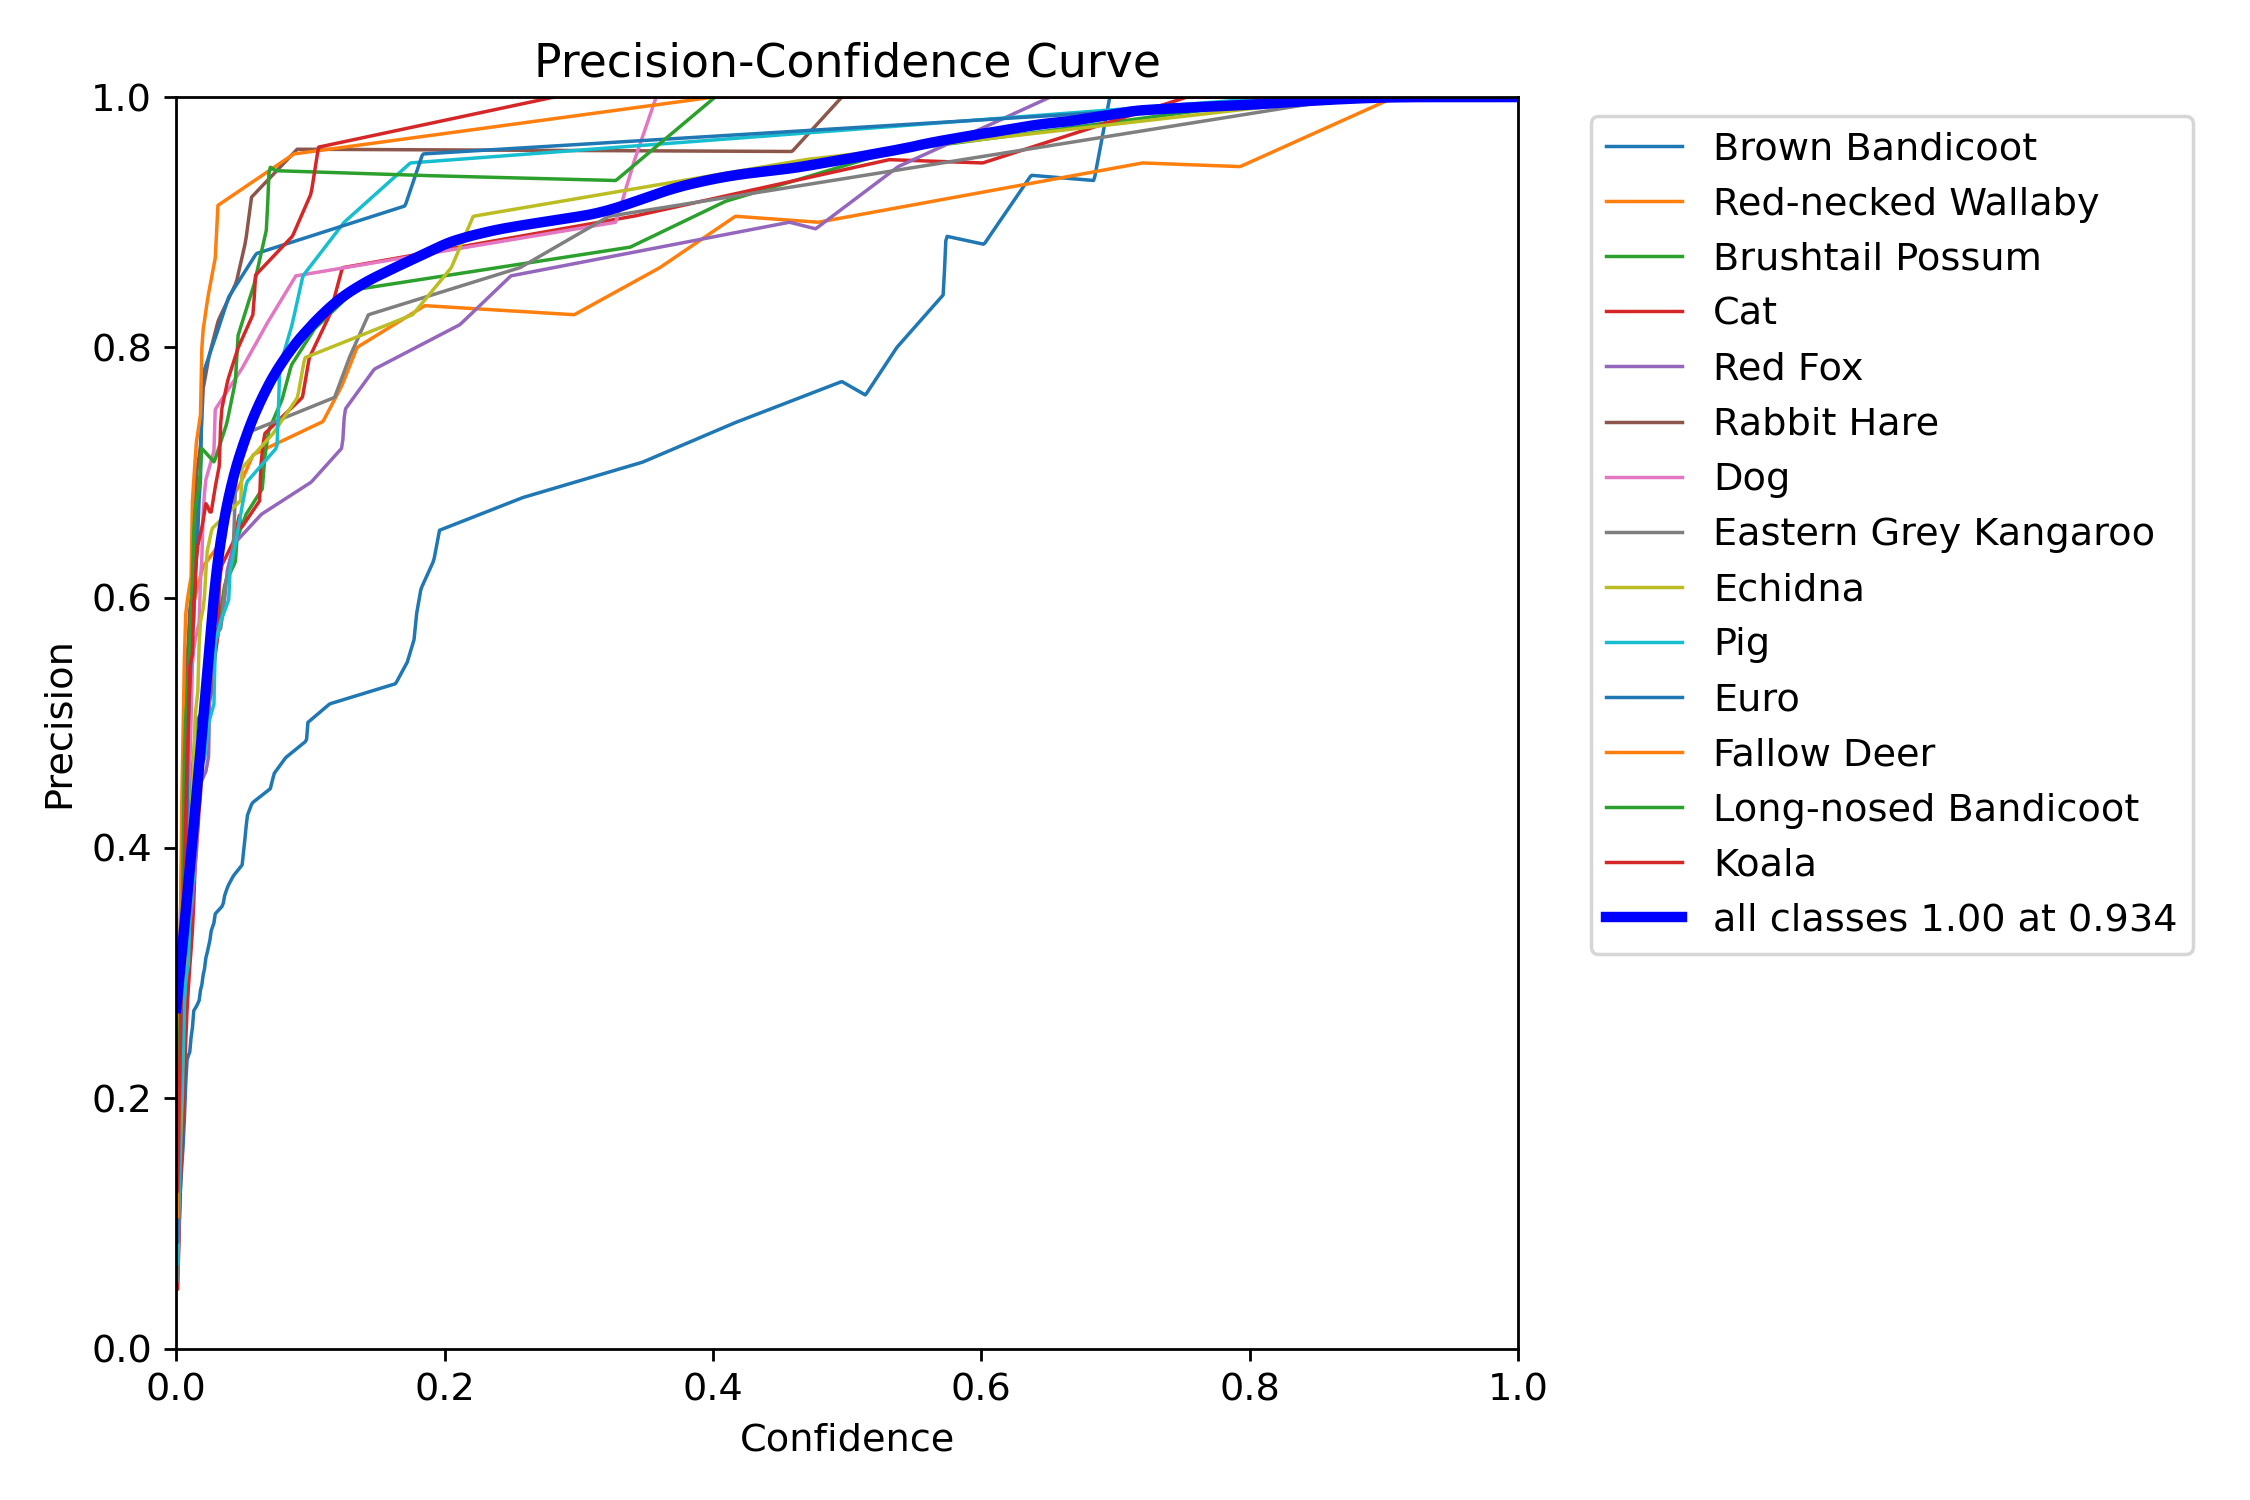 Precision-Confidence Curve
1.0
0.8
0.6
0.4
0.2
0.0
Precision
0.0 0.2 0.4 0.6 0.8 1.0
Confidence
Brown Bandicoot
Red-necked Wallaby
Brushtail Possum
Cat
Red Fox
Rabbit Hare
Dog
Eastern Grey Kangaroo
Echidna
Pig
Euro
Fallow Deer
Long-nosed Bandicoot
Koala
all classes 1.00 at 0.934